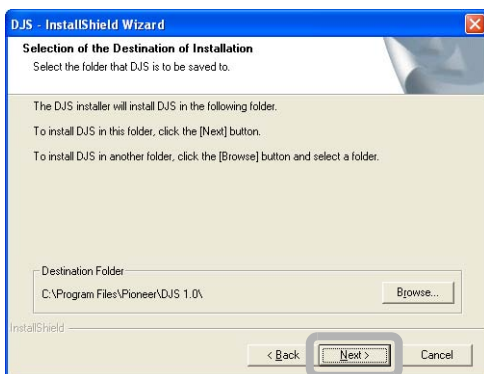 DJS - InstallShield Wizard
Selection of the Destination of Installation
Select the folder that DJS is to be saved to.
The DJS installer will install DJS in the following folder.
To install DJS in this folder, click the [Next] button.
To install DJS in another folder, click the [Browse] button and select a folder.
Destination Folder
C:\Program Files\Pioneer\DJS 1.0\
Browse...
InstallShield
< Back
Next >
Cancel